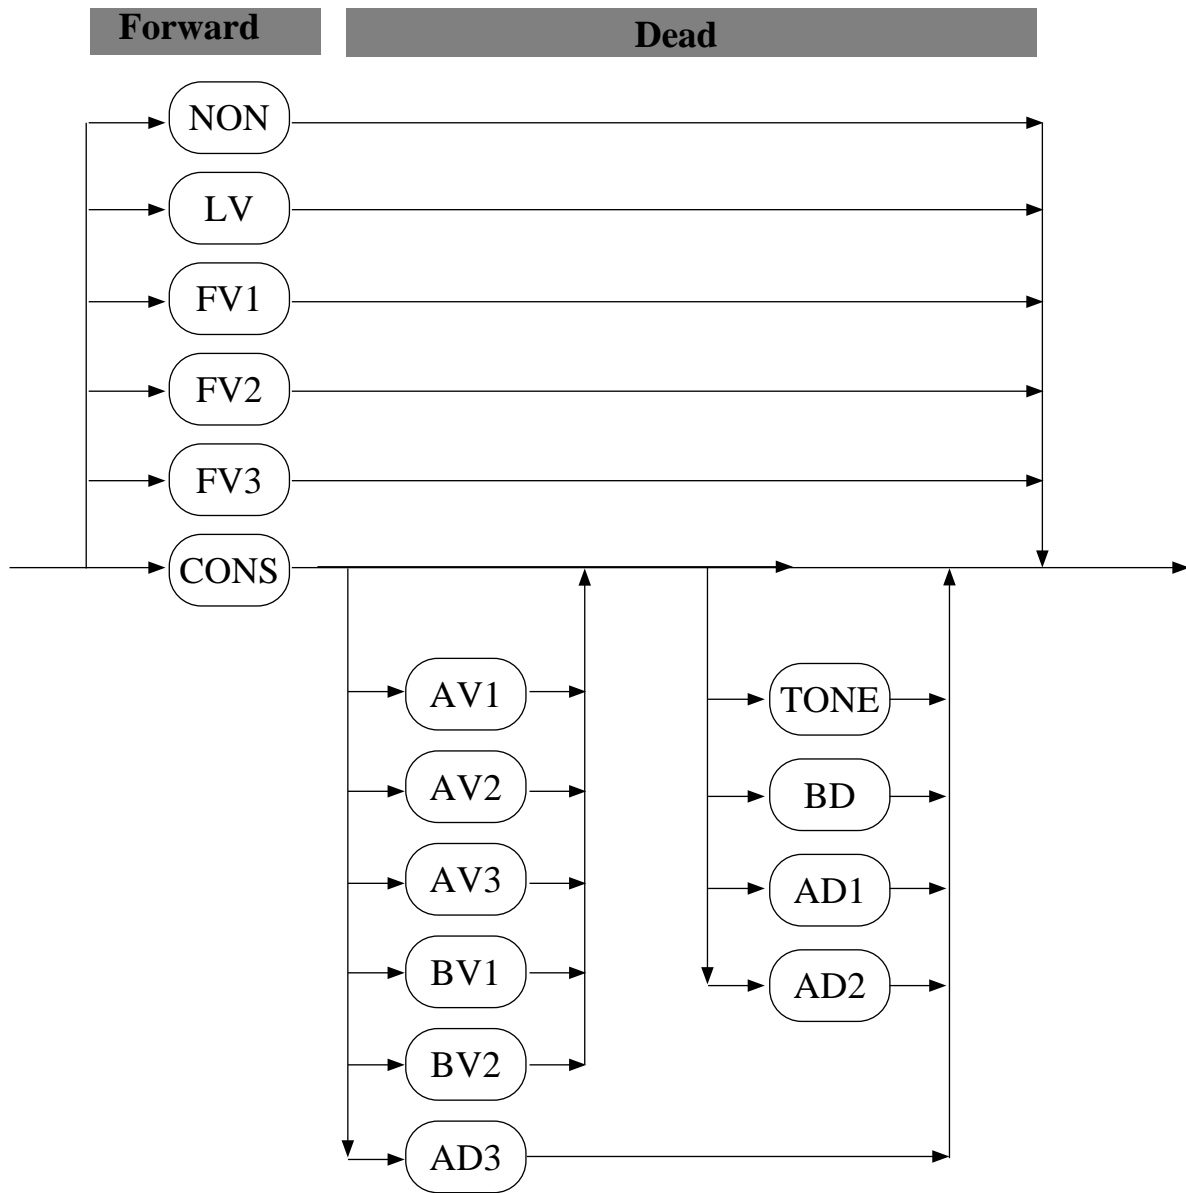 Forward
Dead
NON
LV
FV1
FV2
FV3
CONS
AV1
TONE
AV2
BD
AV3
AD1
BV1
AD2
BV2
AD3